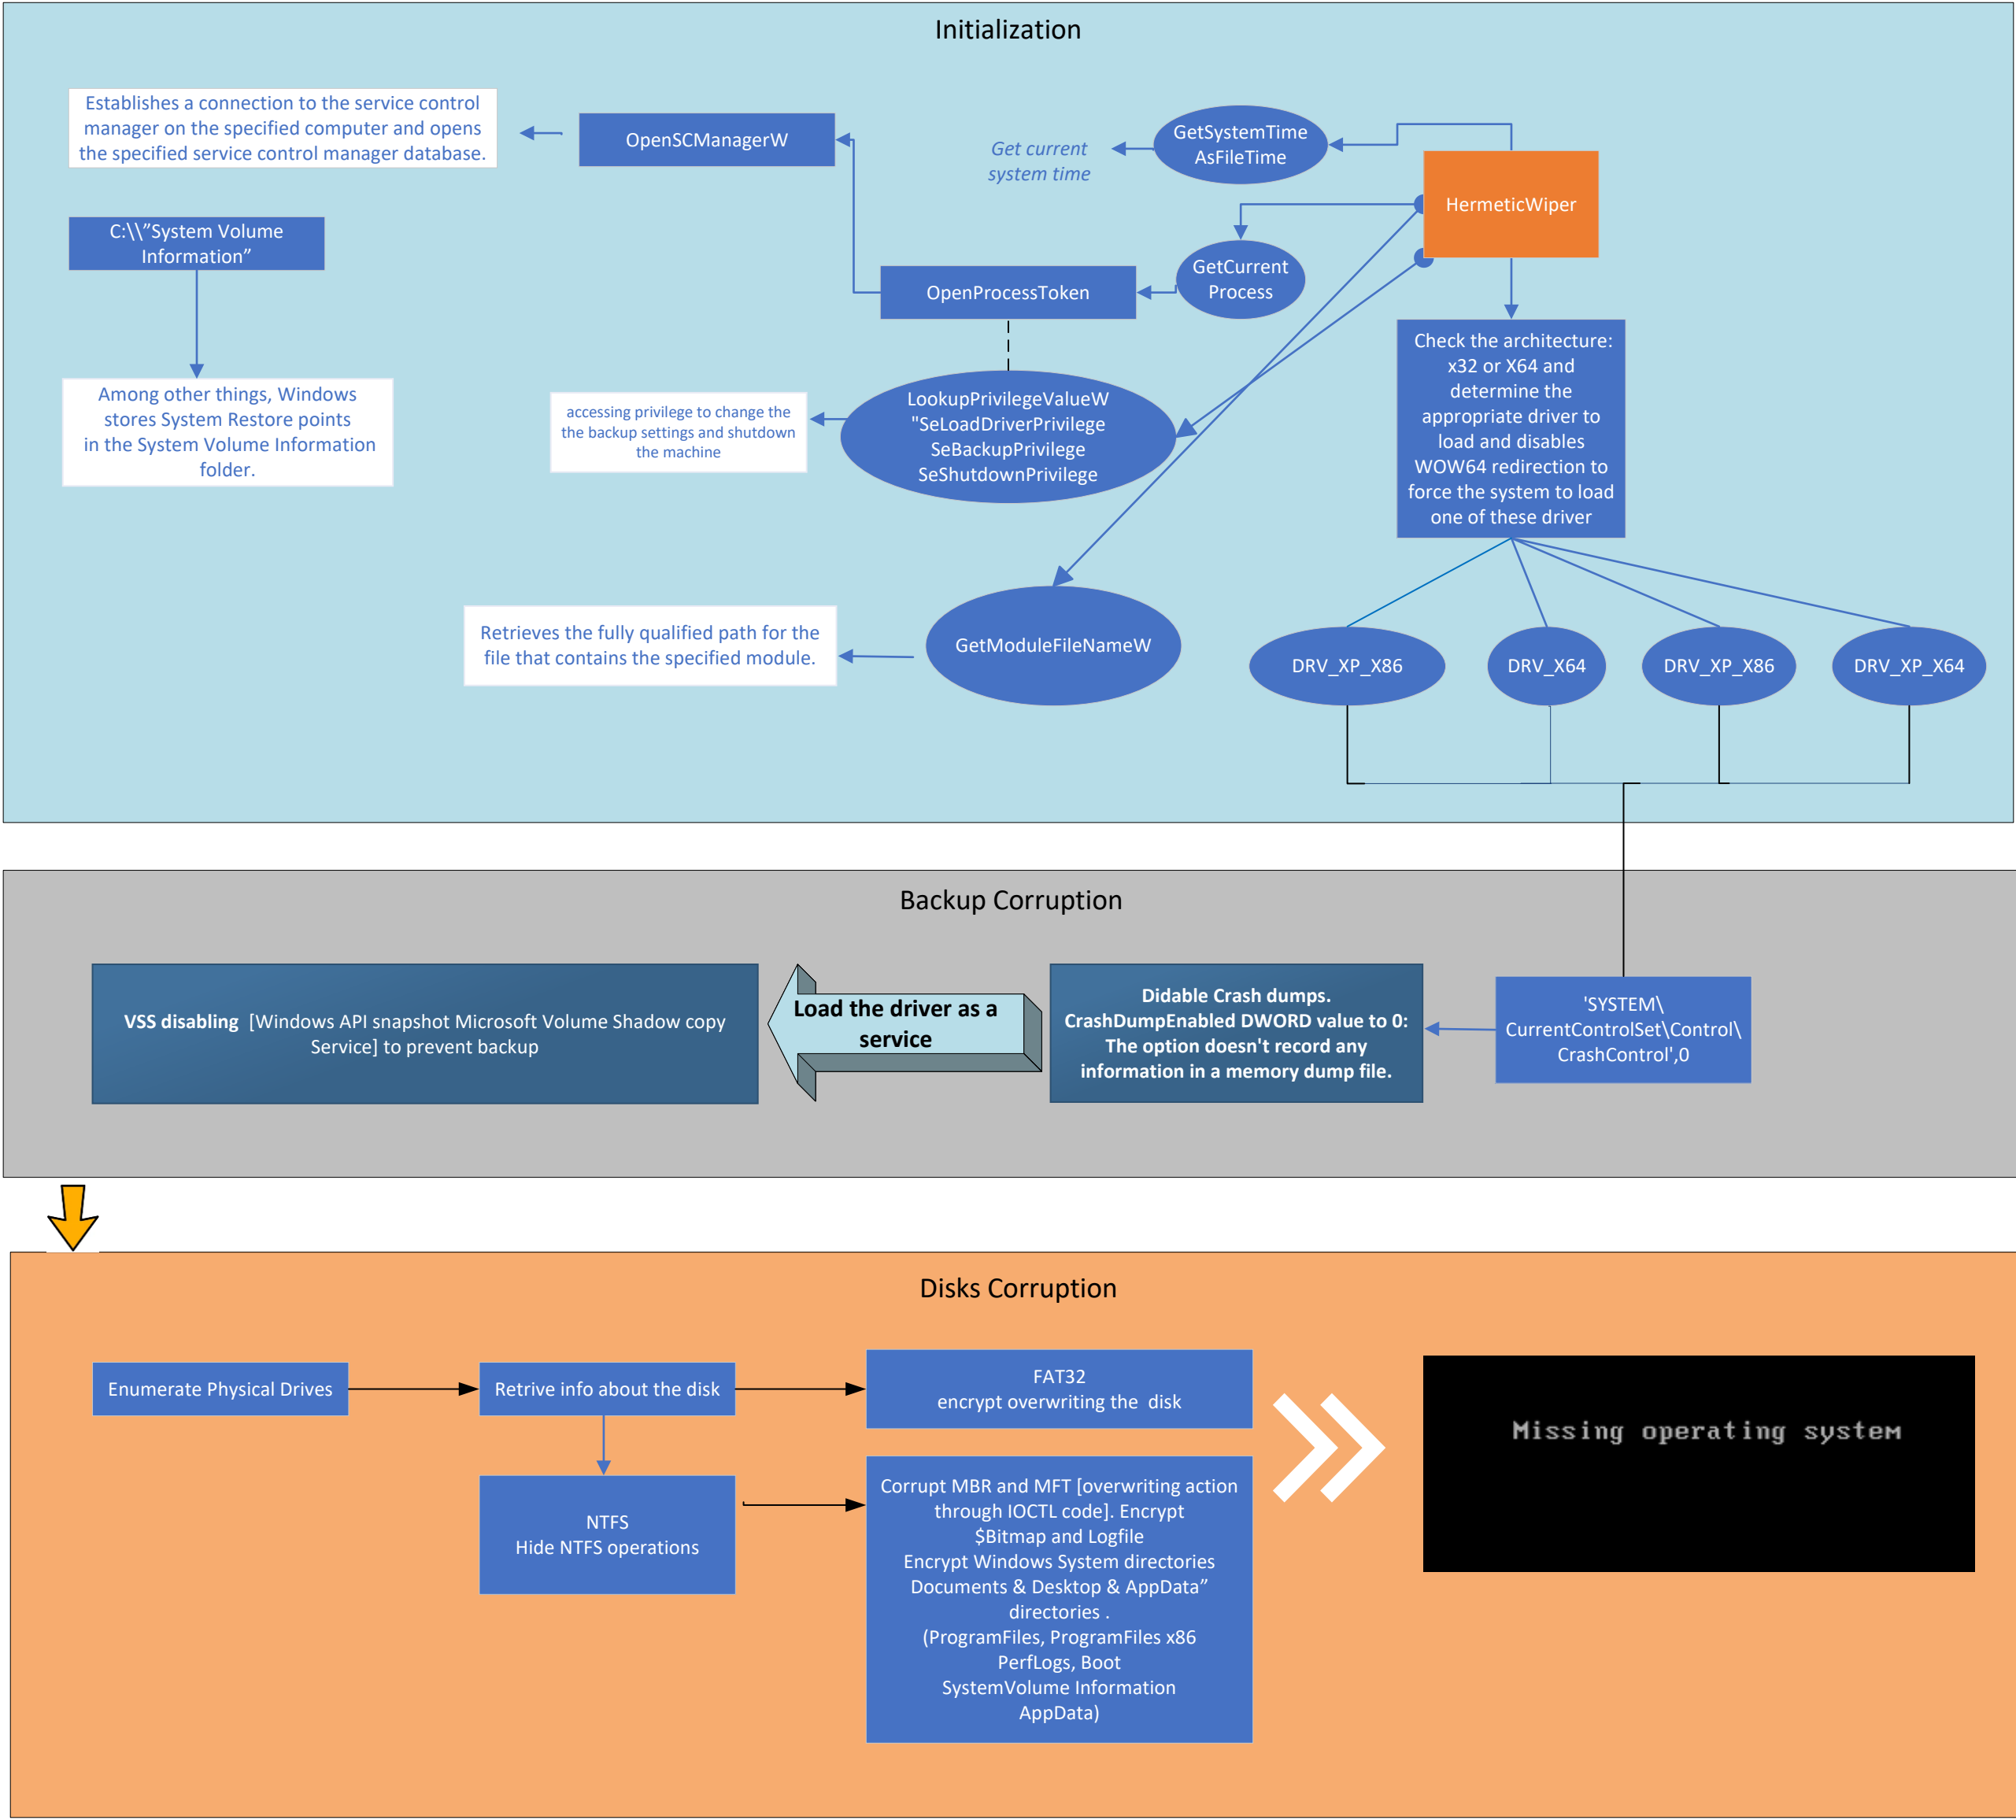 Initialization
Establishes a connection to the service control
manager on the specified computer and opens
the specified service control manager database.
OpenSCManagerW
Get current
system time
GetSystemTime
AsFileTime
HermeticWiper
C:\\”System Volume
Information”
OpenProcessToken
GetCurrent
Process
Among other things, Windows
stores System Restore points
in the System Volume Information
folder.
accessing privilege to change the
the backup settings and shutdown
the machine
LookupPrivilegeValueW
"SeLoadDriverPrivilege
SeBackupPrivilege
SeShutdownPrivilege
Check the architecture:
x32 or X64 and
determine the
appropriate driver to
load and disables
WOW64 redirection to
force the system to load
one of these driver
Retrieves the fully qualified path for the
file that contains the specified module.
GetModuleFileNameW
DRV_XP_X86
DRV_X64
DRV_XP_X86
DRV_XP_X64
Backup Corruption
VSS disabling [Windows API snapshot Microsoft Volume Shadow copy
Service] to prevent backup
Load the driver as a
service
Didable Crash dumps.
CrashDumpEnabled DWORD value to 0:
The option doesn't record any
information in a memory dump file.
'SYSTEM\
CurrentControlSet\Control\
CrashControl',0
Disks Corruption
Enumerate Physical Drives
Retrive info about the disk
FAT32
encrypt overwriting the disk
Missing operating system
NTFS
Hide NTFS operations
Corrupt MBR and MFT [overwriting action
through IOCTL code]. Encrypt
$Bitmap and Logfile
Encrypt Windows System directories
Documents & Desktop & AppData”
directories .
(ProgramFiles, ProgramFiles x86
PerfLogs, Boot
SystemVolume Information
AppData)